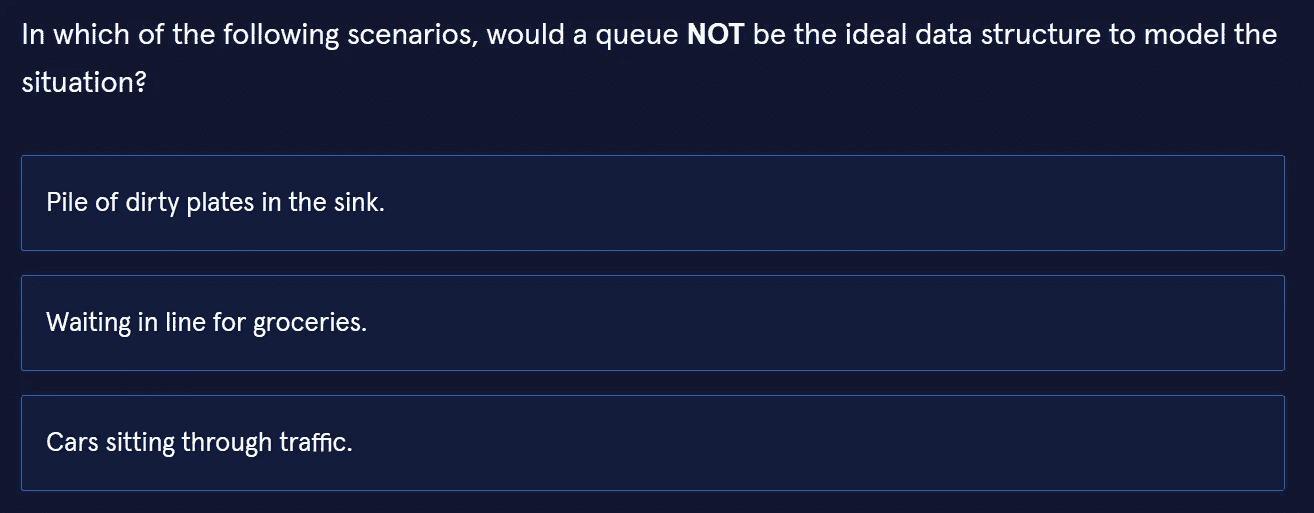 In which of the following scenarios, would a queue NOT be the ideal data structure to model the
situation?
Pile of dirty plates in the sink.
Waiting in line for groceries.
Cars sitting through traffic.